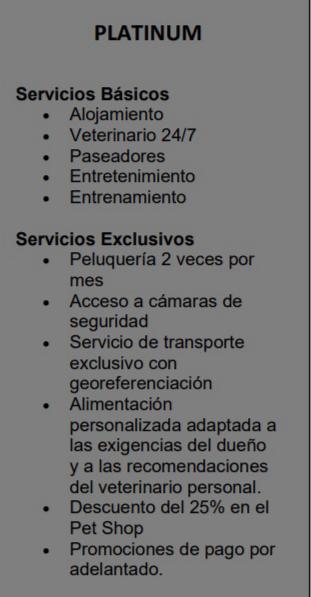 PLATINUM
Servicios Básicos
• Alojamiento
• Veterinario 24/7
• Paseadores
• Entretenimiento
• Entrenamiento
Servicios Exclusivos
• Peluquería 2 veces por
mes
• Acceso a cámaras de
seguridad
• Servicio de transporte
exclusivo con
georeferenciación
• Alimentación
personalizada adaptada a
las exigencias del dueño
y a las recomendaciones
del veterinario personal.
• Descuento del 25% en el
Pet Shop
• Promociones de pago por
adelantado.